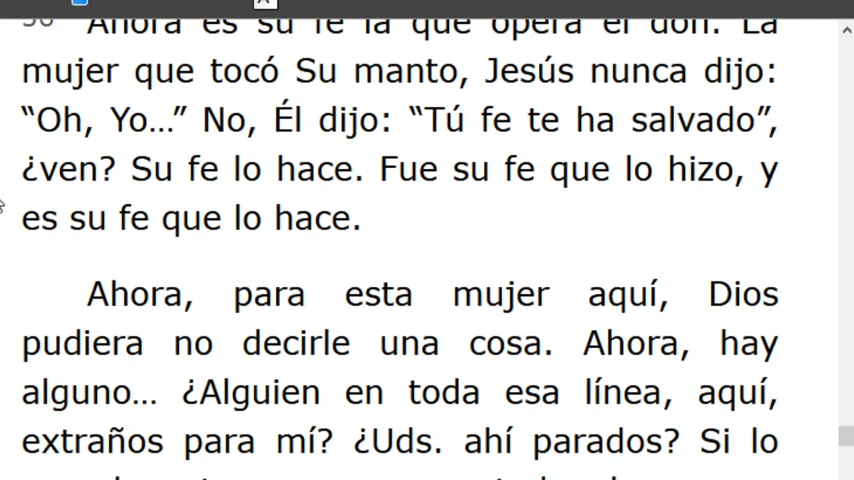 56 Ahora es su fe la que opera el don. La
mujer que tocó Su manto, Jesús nunca dijo:
“Oh, Yo…” No, Él dijo: “Tú fe te ha salvado”,
¿ven? Su fe lo hace. Fue su fe que lo hizo, y
es su fe que lo hace.
Ahora, para esta mujer aquí, Dios
pudiera no decirle una cosa. Ahora, hay
alguno… ¿Alguien en toda esa línea, aquí,
extraños para mí? ¿Uds. ahí parados? Si lo